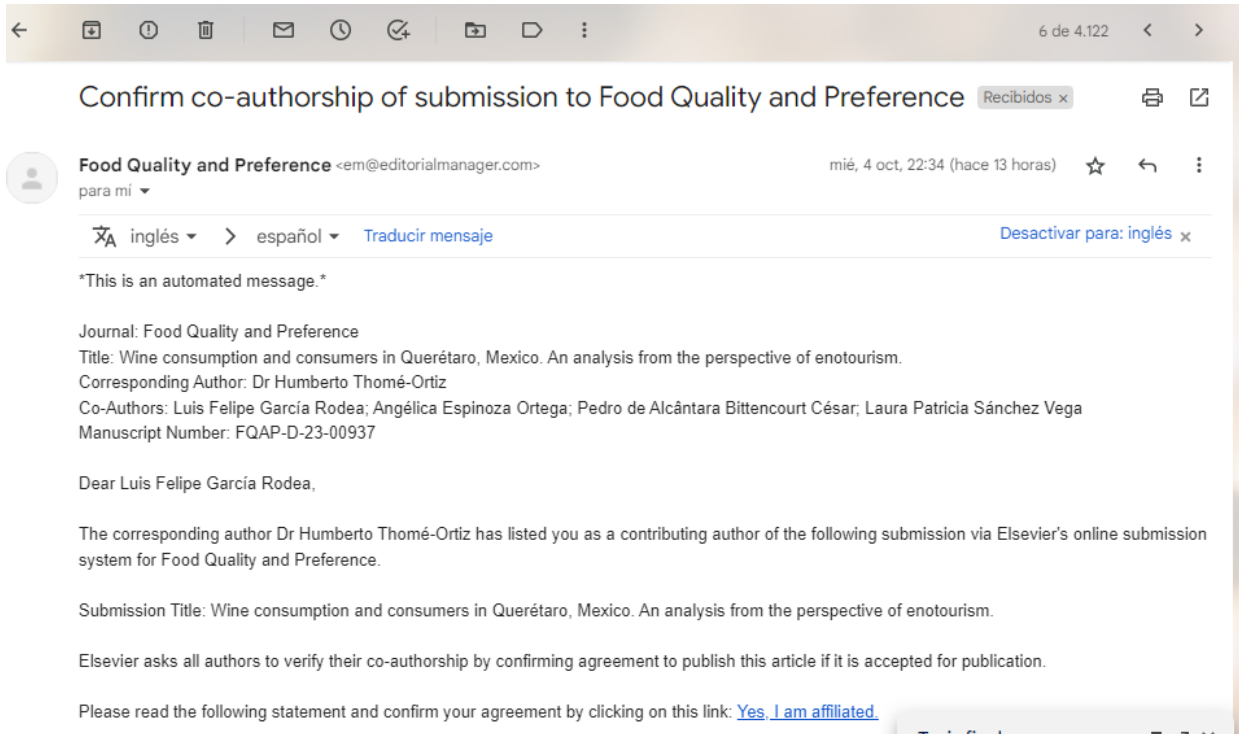 6 de 4.122
Confirm co-authorship of submission to Food Quality and Preference Recibidos x
Food Quality and Preference <em@editorialmanager.com> mié, 4 oct, 22:34 (hace 13 horas)
para mí
inglés > español Traducir mensaje Desactivar para: inglés x
*This is an automated message.*
Journal: Food Quality and Preference
Title: Wine consumption and consumers in Querétaro, Mexico. An analysis from the perspective of enotourism.
Corresponding Author: Dr Humberto Thomé-Ortiz
Co-Authors: Luis Felipe García Rodea; Angélica Espinoza Ortega; Pedro de Alcântara Bittencourt César; Laura Patricia Sánchez Vega
Manuscript Number: FQAP-D-23-00937
Dear Luis Felipe García Rodea,
The corresponding author Dr Humberto Thomé-Ortiz has listed you as a contributing author of the following submission via Elsevier's online submission
system for Food Quality and Preference.
Submission Title: Wine consumption and consumers in Querétaro, Mexico. An analysis from the perspective of enotourism.
Elsevier asks all authors to verify their co-authorship by confirming agreement to publish this article if it is accepted for publication.
Please read the following statement and confirm your agreement by clicking on this link: Yes, I am affiliated.